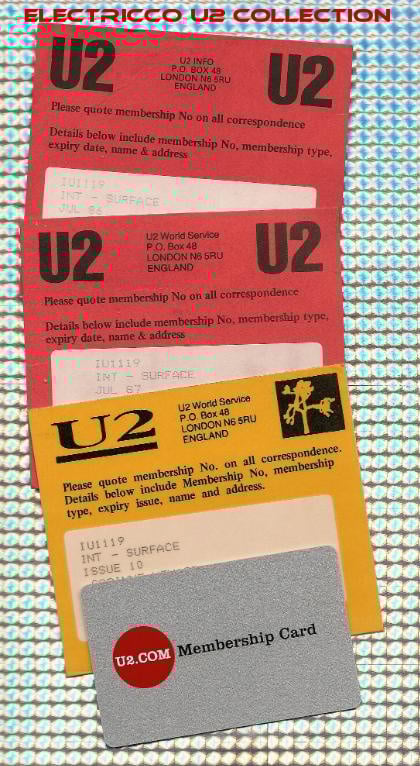 ELECTRICCO U2 COLLECTION
U2
U2 INFO
P.O. BOX 48
LONDON N6 5RU
ENGLAND
U2
Please quote membership No on all correspondence
Details below include membership No, membership type,
expiry date, name & address
IU1119
INT - SURFACE
JUL 86
U2
U2 World Service
P.O. Box 48
LONDON N6 5RU
ENGLAND
U2
Please quote membership No on all correspondence
Details below include membership No, membership type,
expiry date, name & address
IU1119
INT - SURFACE
JUL 87
U2
U2 World Service
P.O. Box 48
LONDON N6 5RU
ENGLAND
Please quote membership No. on all correspondence.
Details below include Membership No, membership
type, expiry issue, name and address.
IU1119
INT - SURFACE
ISSUE 10
U2.COM Membership Card